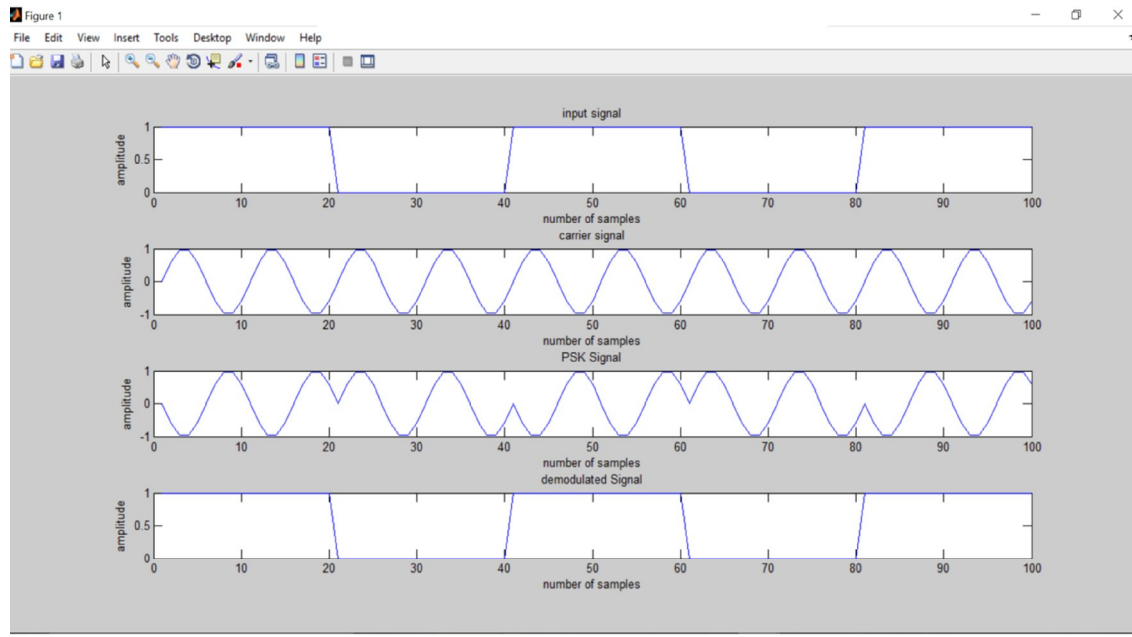 Figure 1
File Edit View Insert Tools Desktop Window Help
input signal
amplitude
1
0.5
0
0 10 20 30 40 50 60 70 80 90 100
number of samples
carrier signal
amplitude
1
0
-1
0 10 20 30 40 50 60 70 80 90 100
number of samples
PSK Signal
amplitude
1
0
-1
0 10 20 30 40 50 60 70 80 90 100
number of samples
demodulated Signal
amplitude
1
0.5
0
0 10 20 30 40 50 60 70 80 90 100
number of samples